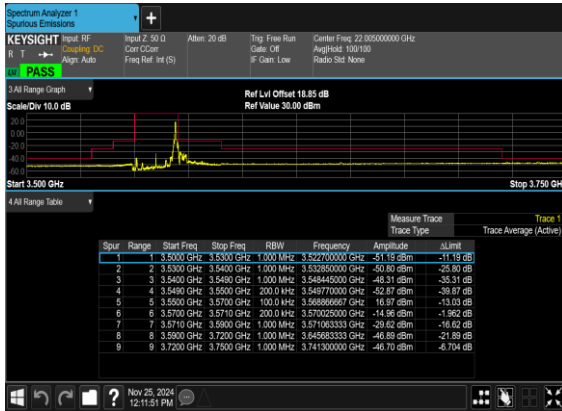 Spectrum Analyzer 1
Spurious Emissions
+
KEYSIGHT Input: RF Input Z: 50 Ω Atten: 20 dB Trig: Free Run Center Freq: 22.005000000 GHz
R T Coupling: DC Corr CCorr Gate: Off Avg|Hold: 100/100
Align: Auto Freq Ref: Int (S) IF Gain: Low Radio Std: None
PASS
3 All Range Graph
Ref Lvl Offset 18.85 dB
Scale/Div 10.0 dB Ref Value 30.00 dBm
20.0
0.00
-20.0
-40.0
-60.0
Start 3.500 GHz Stop 3.750 GH
4 All Range Table
Measure Trace Trace 1
Trace Type Trace Average (Active)
Spur Range Start Freq Stop Freq RBW Frequency Amplitude ΔLimit
1 1 3.5000 GHz 3.5300 GHz 1.000 MHz 3.522700000 GHz -51.19 dBm -11.19 dB
2 2 3.5300 GHz 3.5400 GHz 1.000 MHz 3.532850000 GHz -50.80 dBm -25.80 dB
3 3 3.5400 GHz 3.5490 GHz 1.000 MHz 3.548445000 GHz -48.31 dBm -35.31 dB
4 4 3.5490 GHz 3.5500 GHz 200.0 kHz 3.549770000 GHz -52.87 dBm -39.87 dB
5 5 3.5500 GHz 3.5700 GHz 100.0 kHz 3.568866667 GHz 16.97 dBm -13.03 dB
6 6 3.5700 GHz 3.5710 GHz 200.0 kHz 3.570025000 GHz -14.96 dBm -1.962 dB
7 7 3.5710 GHz 3.5900 GHz 1.000 MHz 3.571063333 GHz -29.62 dBm -16.62 dB
8 8 3.5900 GHz 3.7200 GHz 1.000 MHz 3.645683333 GHz -46.89 dBm -21.89 dB
9 9 3.7200 GHz 3.7500 GHz 1.000 MHz 3.741300000 GHz -46.70 dBm -6.704 dB
?
Nov 25, 2024
12:11:51 PM